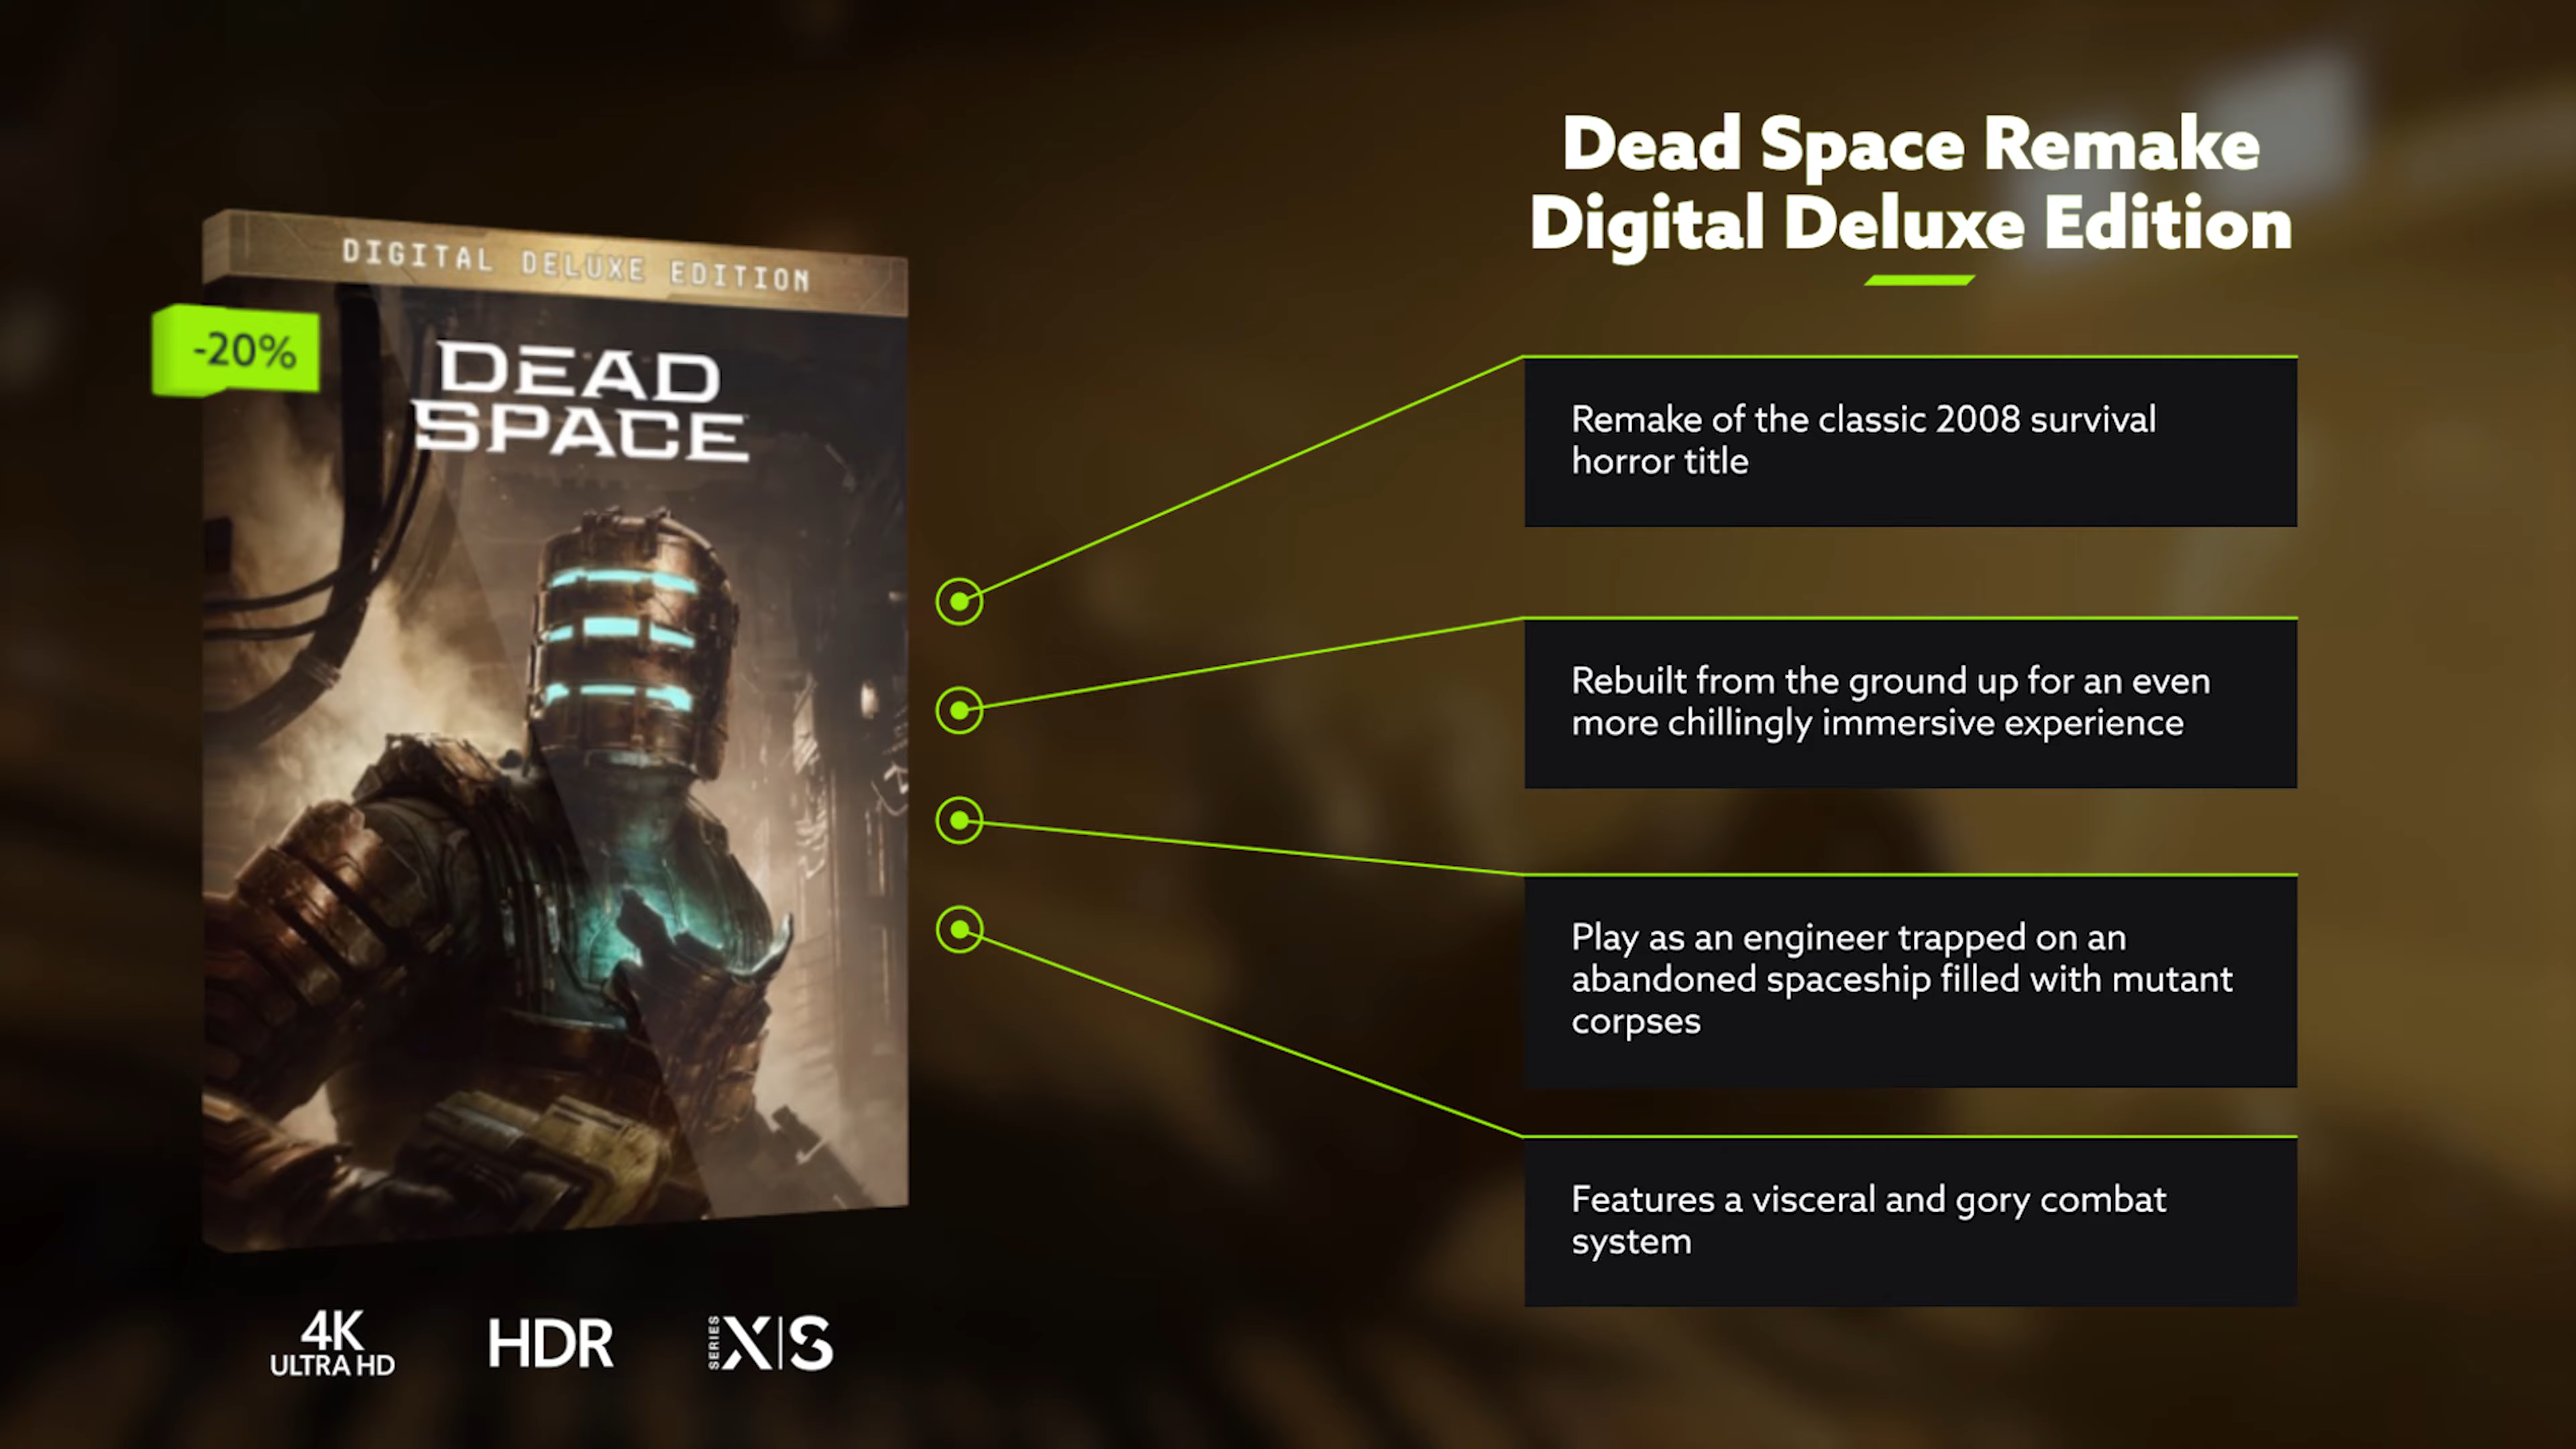 DIGITAL DELUXE EDITION
-20%
DEAD
SPACE
4K
ULTRA HD
HDR
SERIES X|S
Dead Space Remake
Digital Deluxe Edition
Remake of the classic 2008 survival
horror title
Rebuilt from the ground up for an even
more chillingly immersive experience
Play as an engineer trapped on an
abandoned spaceship filled with mutant
corpses
Features a visceral and gory combat
system